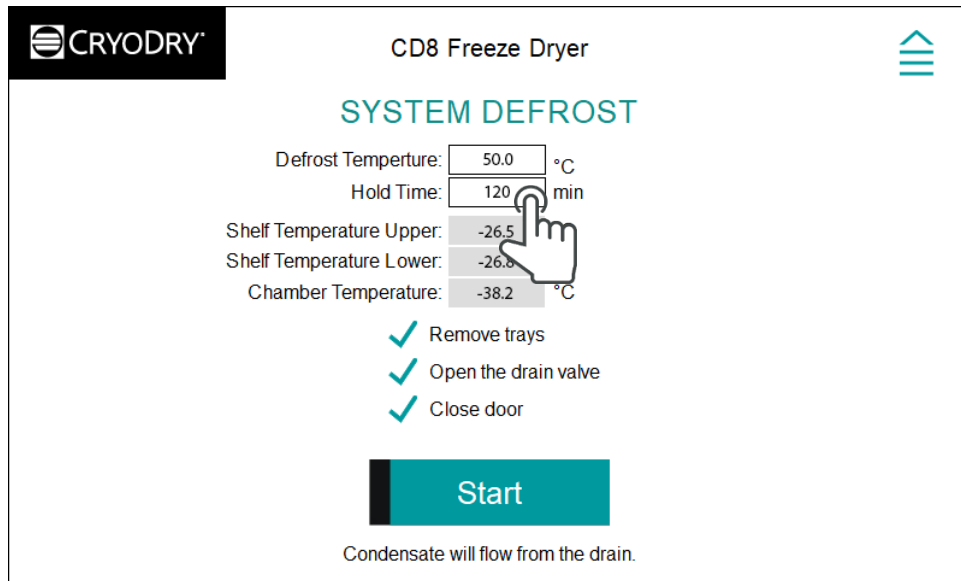 CRYODRY
CD8 Freeze Dryer
SYSTEM DEFROST
Defrost Temperture: 50.0 °C
Hold Time: 120 min
Shelf Temperature Upper: -26.5
Shelf Temperature Lower: -26.8
Chamber Temperature: -38.2 °C
Remove trays
Open the drain valve
Close door
Start
Condensate will flow from the drain.